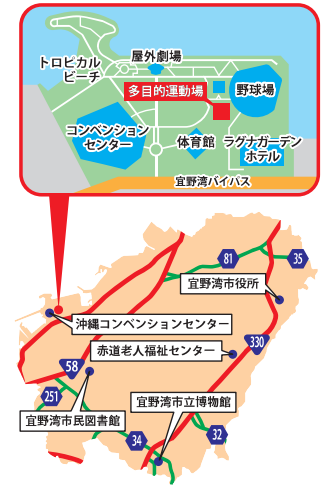 屋外劇場
トロピカル
ビーチ
多目的運動場
野球場
コンベンション
センター
体育館
ラグナガーデン
ホテル
宜野湾バイパス
81
35
宜野湾市役所
沖縄コンベンションセンター
赤道老人福祉センター
330
58
251
宜野湾市立博物館
宜野湾市民図書館
34
32